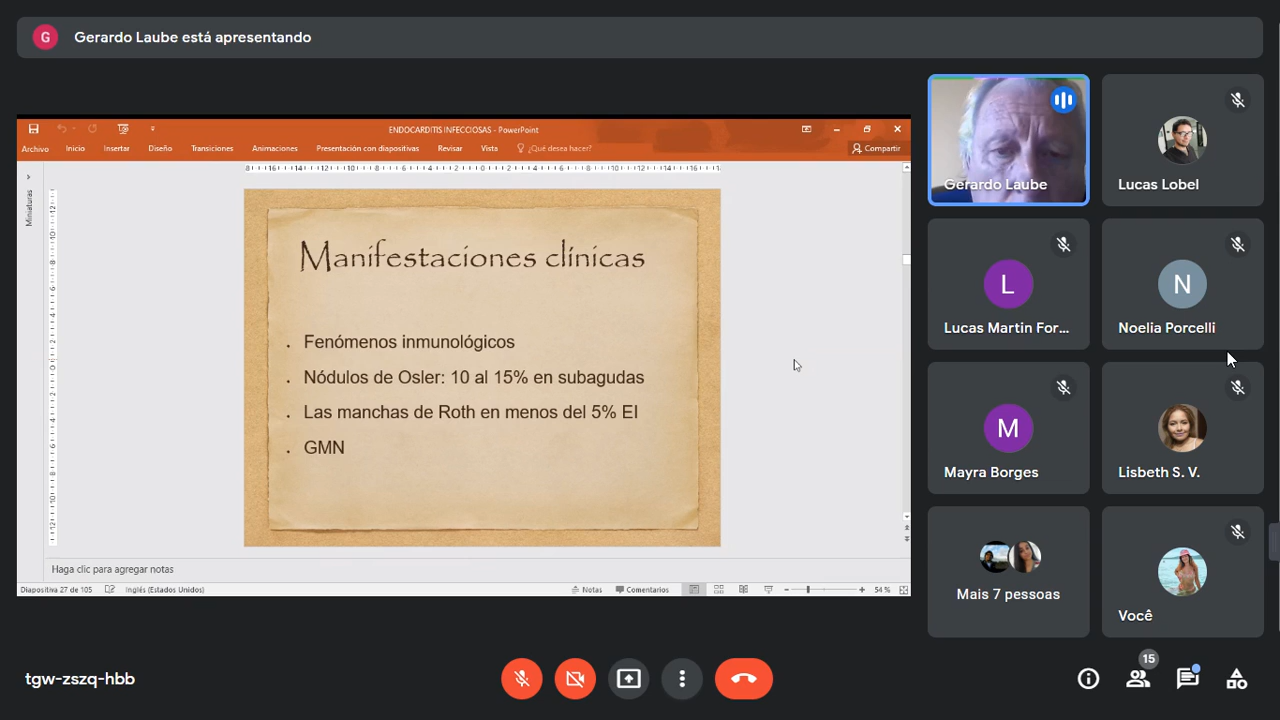 G
Gerardo Laube está apresentando
ENDOCARDITIS INFECCIOSAS - PowerPoint
Archivo Inicio Insertar Diseño Transiciones Animaciones Presentación con diapositivas Revisar Vista ¿Qué desea hacer? Compartir
Miniaturas
Manifestaciones clínicas
. Fenómenos inmunológicos
. Nódulos de Osler: 10 al 15% en subagudas
. Las manchas de Roth en menos del 5% EI
. GMN
Haga clic para agregar notas
Diapositiva 27 de 105 Inglés (Estados Unidos) Notas Comentarios 54 %
Gerardo Laube
Lucas Lobel
L
Lucas Martin For...
N
Noelia Porcelli
M
Mayra Borges
Lisbeth S. V.
Mais 7 pessoas
Você
tgw-zszq-hbb
15